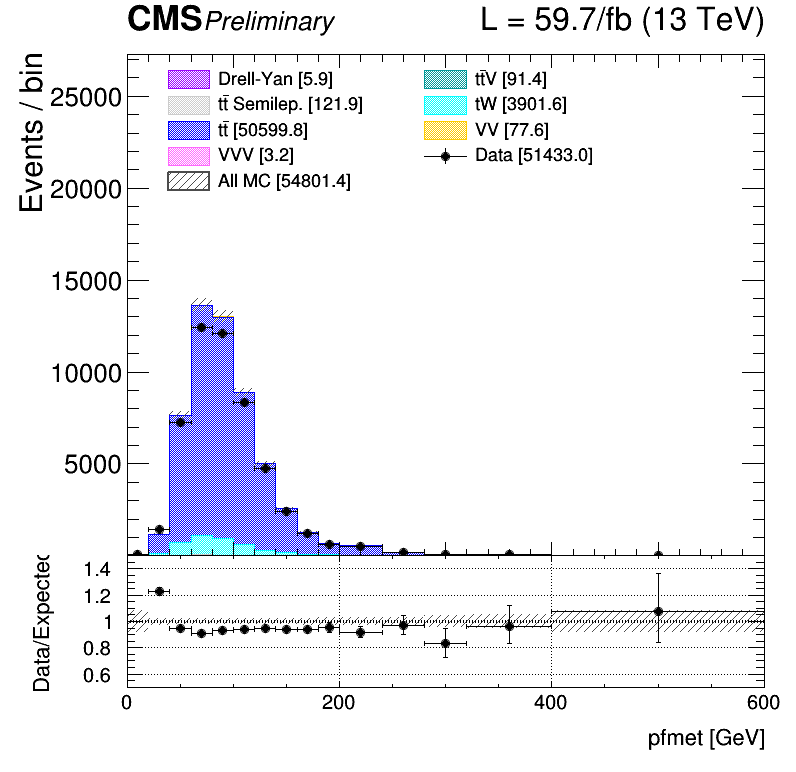 CMS Preliminary L = 59.7/fb (13 TeV)
Events / bin
Drell-Yan [5.9]
tt̄ Semilep. [121.9]
tt̄ [50599.8]
VVV [3.2]
All MC [54801.4]
tt̄V [91.4]
tW [3901.6]
VV [77.6]
Data [51433.0]
25000
20000
15000
10000
5000
Data/Expected
1.4
1.2
1
0.8
0.6
0 200 400 600
pfmet [GeV]